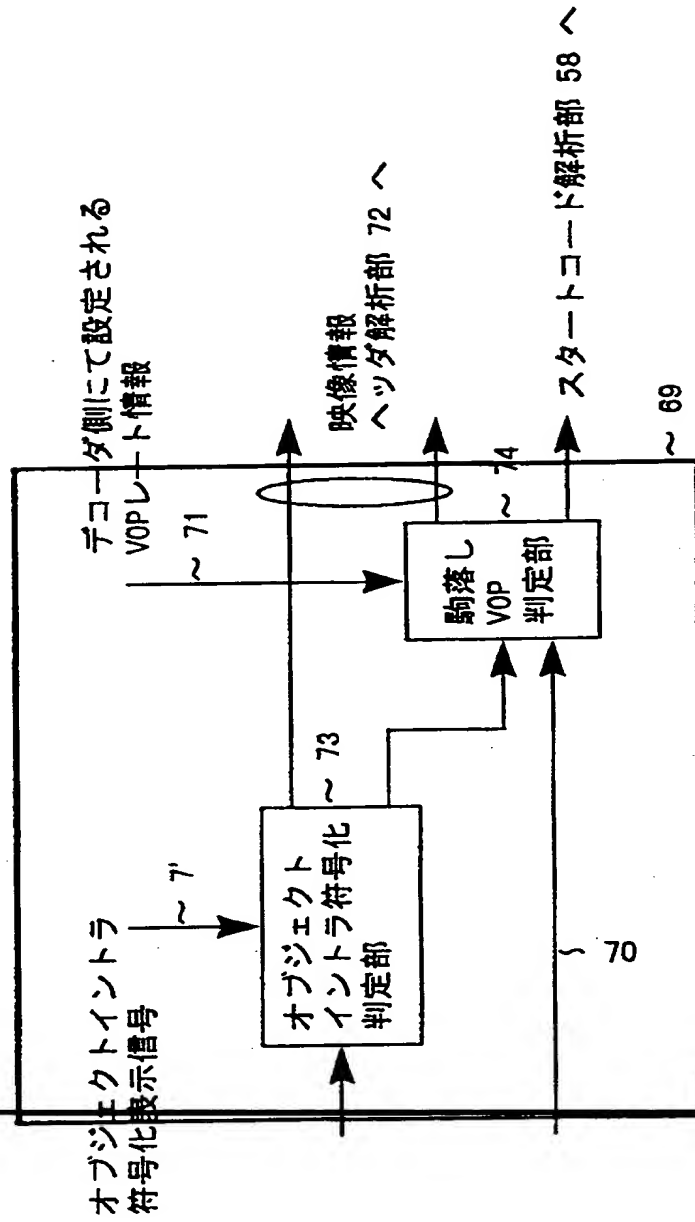 オブジェクトイントラ
符号化表示信号
7'
デコーダ側にて設定される
VOPレート情報
71
オブジェクト
イントラ符号化
判定部
73
映像情報
ヘッダ解析部 72 へ
駒落し
VOP
判定部
74
スタートコード解析部 58 へ
70
69